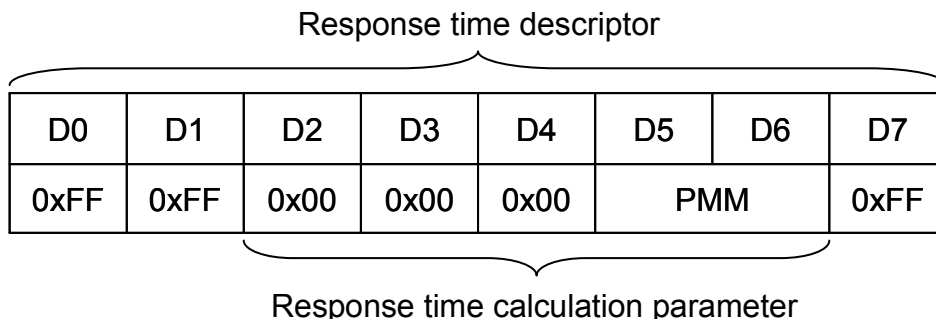 Response time descriptor
D0 D1 D2 D3 D4 D5 D6 D7
0xFF 0xFF 0x00 0x00 0x00 PMM 0xFF
Response time calculation parameter